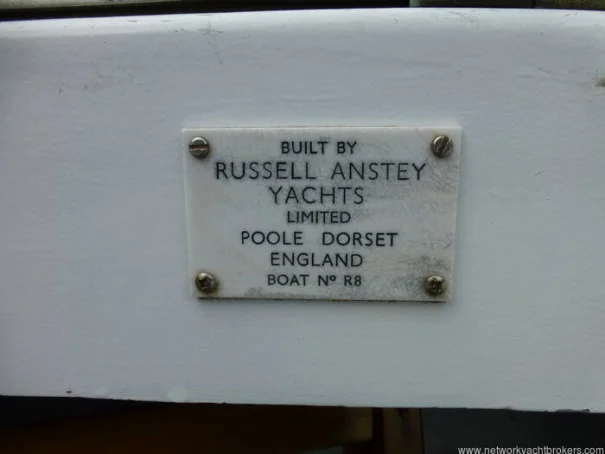 BUILT BY
RUSSELL ANSTEY
YACHTS
LIMITED
POOLE DORSET
ENGLAND
BOAT Nº R8
www.networkyachtbrokers.com